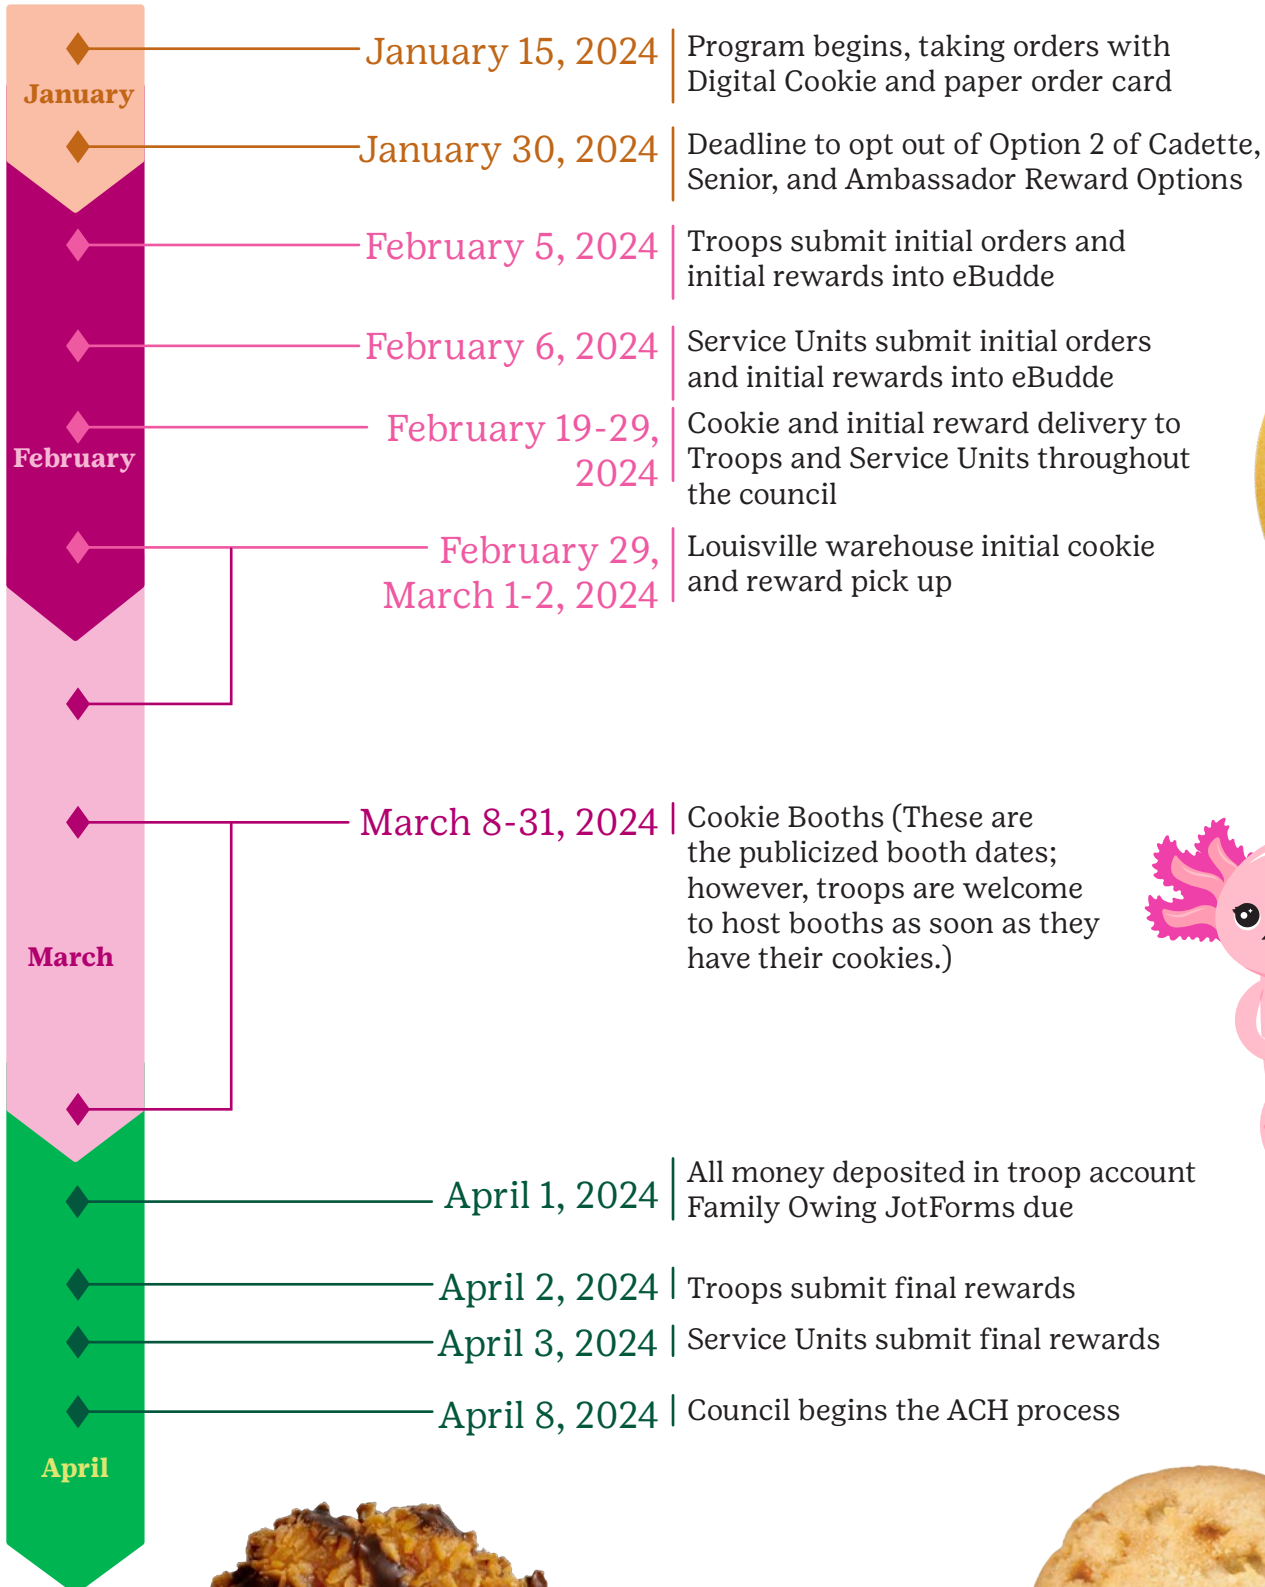 January 15, 2024
Program begins, taking orders with
Digital Cookie and paper order card
January
January 30, 2024
Deadline to opt out of Option 2 of Cadette,
Senior, and Ambassador Reward Options
February 5, 2024
Troops submit initial orders and
initial rewards into eBudde
February 6, 2024
Service Units submit initial orders
and initial rewards into eBudde
February 19-29,
2024
Cookie and initial reward delivery to
Troops and Service Units throughout
the council
February
February 29,
March 1-2, 2024
Louisville warehouse initial cookie
and reward pick up
March 8-31, 2024
Cookie Booths (These are
the publicized booth dates;
however, troops are welcome
to host booths as soon as they
have their cookies.)
March
April 1, 2024
All money deposited in troop account
Family Owing JotForms due
April 2, 2024
Troops submit final rewards
April 3, 2024
Service Units submit final rewards
April 8, 2024
Council begins the ACH process
April